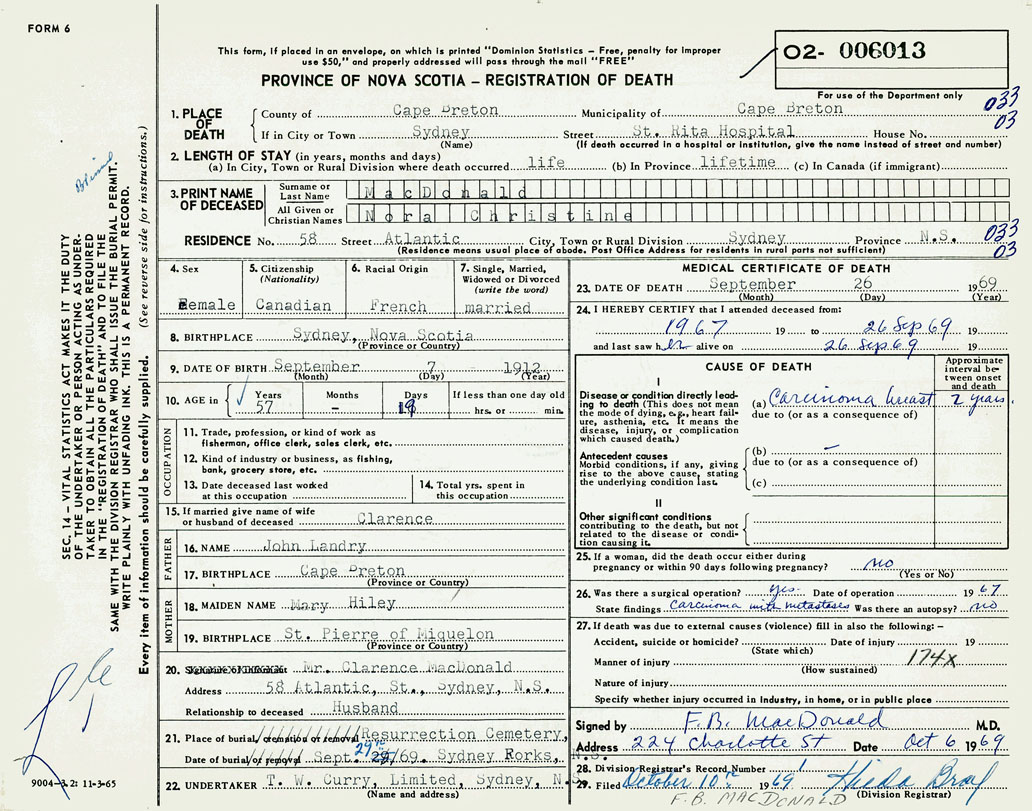 FORM 6
This form, if placed in an envelope, on which is printed "Dominion Statistics – Free, penalty for improper
use $50," and properly addressed will pass through the mail "FREE"
PROVINCE OF NOVA SCOTIA – REGISTRATION OF DEATH
02- 006013
For use of the Department only
033
03
1. PLACE OF DEATH
County of Cape Breton Municipality of Cape Breton
If in City or Town Sydney Street St. Rita Hospital House No.
(Name) (If death occurred in a hospital or institution, give the name instead of street and number)
2. LENGTH OF STAY (in years, months and days)
(a) In City, Town or Rural Division where death occurred life (b) In Province lifetime (c) In Canada (if immigrant)
3. PRINT NAME OF DECEASED
Surname or Last Name MacDonald
All Given or Christian Names Nora Christine
RESIDENCE No. 58 Street Atlantic City, Town or Rural Division Sydney Province N.S.
(Residence means usual place of abode. Post Office Address for residents in rural parts not sufficient)
033
03
4. Sex
Female
5. Citizenship
(Nationality)
Canadian
6. Racial Origin
French
7. Single, Married,
Widowed or Divorced
(write the word)
married
8. BIRTHPLACE Sydney, Nova Scotia
(Province or Country)
9. DATE OF BIRTH September 7 1912
(Month) (Day) (Year)
10. AGE in Years Months Days If less than one day old
57 – 19 hrs. or min.
OCCUPATION
11. Trade, profession, or kind of work as
fisherman, office clerk, sales clerk, etc.
12. Kind of industry or business, as fishing,
bank, grocery store, etc.
13. Date deceased last worked
at this occupation
14. Total yrs. spent in
this occupation
15. If married give name of wife
or husband of deceased Clarence
FATHER
16. NAME John Landry
17. BIRTHPLACE Cape Breton
(Province or Country)
MOTHER
18. MAIDEN NAME Mary Hiley
19. BIRTHPLACE St. Pierre of Miquelon
(Province or Country)
20. Mr. Clarence MacDonald
Address 58 Atlantic, St., Sydney, N.S.
Relationship to deceased Husband
21. Place of burial, cremation or removal Resurrection Cemetery,
Date of burial or removal Sept. 29/69. Sydney Forks, N.S.
22. UNDERTAKER T. W. Curry, Limited, Sydney, N.S.
(Name and address)
MEDICAL CERTIFICATE OF DEATH
23. DATE OF DEATH September 26 1969
(Month) (Day) (Year)
24. I HEREBY CERTIFY that I attended deceased from:
1967 19 to 26 Sep 69 19
and last saw her alive on 26 Sep 69 19
CAUSE OF DEATH
Approximate
interval be-
tween onset
and death
I
Disease or condition directly lead-
ing to death (This does not mean
the mode of dying, e.g., heart fail-
ure, asthenia, etc. It means the
disease, injury, or complication
which caused death.)
(a) Carcinoma breast 2 years.
due to (or as a consequence of)
Antecedent causes
Morbid conditions, if any, giving
rise to the above cause, stating
the underlying condition last.
(b) –
due to (or as a consequence of)
(c)
II
Other significant conditions
contributing to the death, but not
related to the disease or condi-
tion causing it.
25. If a woman, did the death occur either during
pregnancy or within 90 days following pregnancy? no
(Yes or No)
26. Was there a surgical operation? yes. Date of operation 19 67
State findings Carcinoma with metastases Was there an autopsy? no
27. If death was due to external causes (violence) fill in also the following: –
Accident, suicide or homicide? Date of injury 19
(State which)
Manner of injury 174X
(How sustained)
Nature of injury
Specify whether injury occurred in industry, in home, or in public place
Signed by F.B. MacDonald M.D.
Address 224 Charlotte St Date Oct 6 1969
28. Division Registrar's Record Number
29. Filed October 10th 1969 Hilda Bray
(Division Registrar)
F.B. MACDONALD
SEC. 14 – VITAL STATISTICS ACT MAKES IT THE DUTY
OF THE UNDERTAKER OR PERSON ACTING AS UNDER-
TAKER TO OBTAIN ALL THE PARTICULARS REQUIRED
IN THE "REGISTRATION OF DEATH" AND TO FILE THE
SAME WITH THE DIVISION REGISTRAR WHO SHALL ISSUE THE BURIAL PERMIT.
WRITE PLAINLY WITH UNFADING INK. THIS IS A PERMANENT RECORD.
Every item of information should be carefully supplied. (See reverse side for instructions.)
9004-3.2: 11-3-65